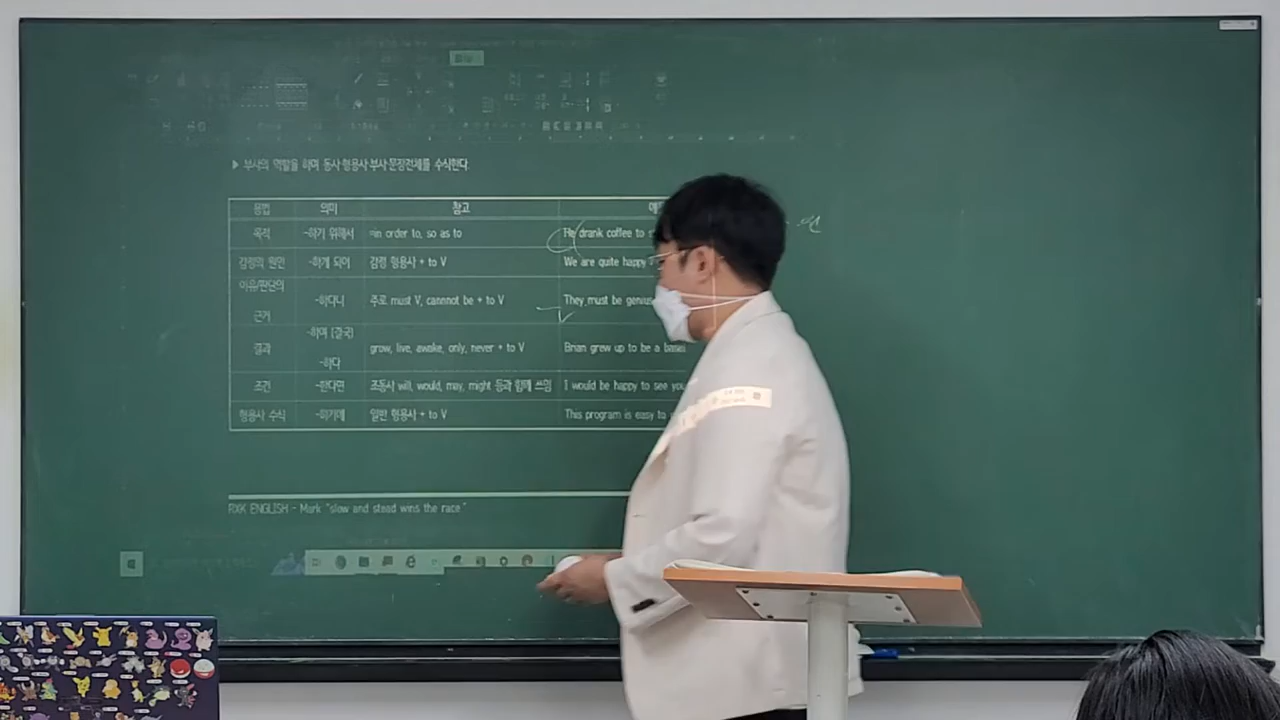 ▶ 부사의 역할을 하며 동사 형용사 부사 문장전체를 수식한다
용법 의미 참고
목적 ~하기 위해서 =in order to, so as to He drank coffee to
감정의 원인 ~하게 되어 감정 형용사 + to V We are quite happy
이유/판단의 근거 ~하다니 주로 must V, cannnot be + to V They must be genius
결과 ~하여 (결국) ~하다 grow, live, awake, only, never + to V Brian grew up to be a
조건 ~한다면 조동사 will, would, may, might 등과 함께 쓰임 I would be happy to see you
형용사 수식 ~하기에 일반 형용사 + to V This program is easy to
RXK ENGLISH - Mark "slow and stead wins the race"